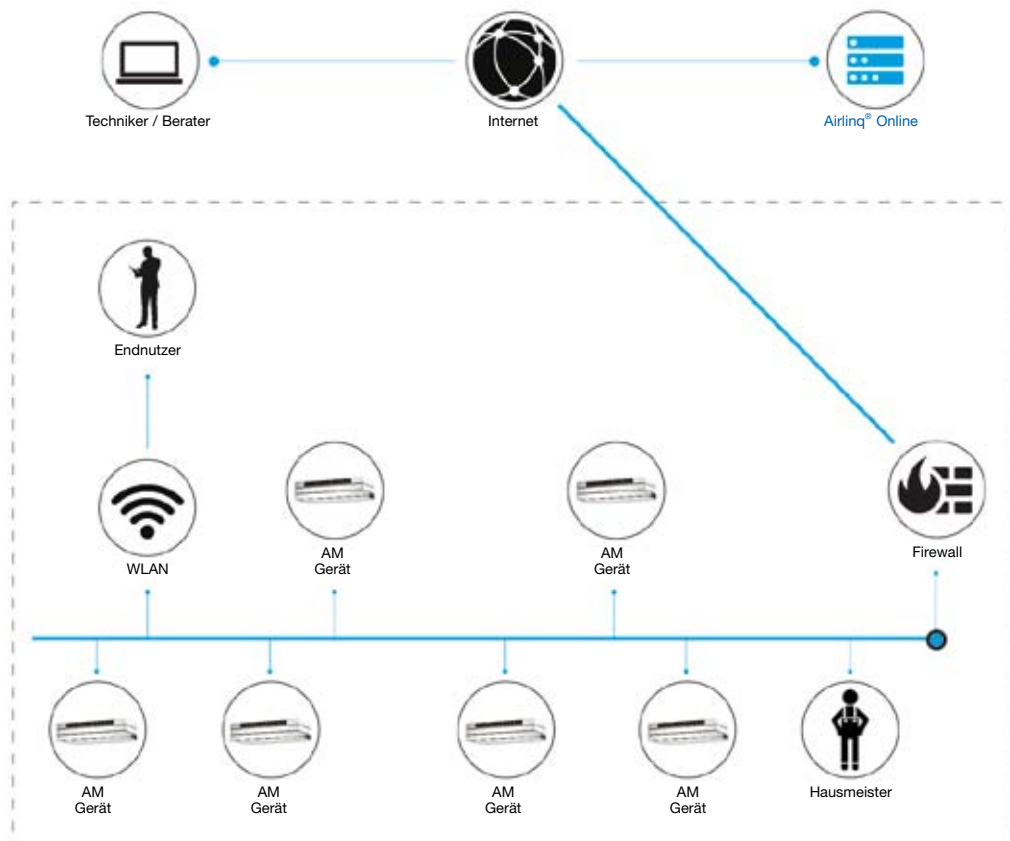 Techniker / Berater
Internet
Airlinq® Online
Endnutzer
WLAN
AM
Gerät
AM
Gerät
Firewall
AM
Gerät
AM
Gerät
AM
Gerät
AM
Gerät
Hausmeister